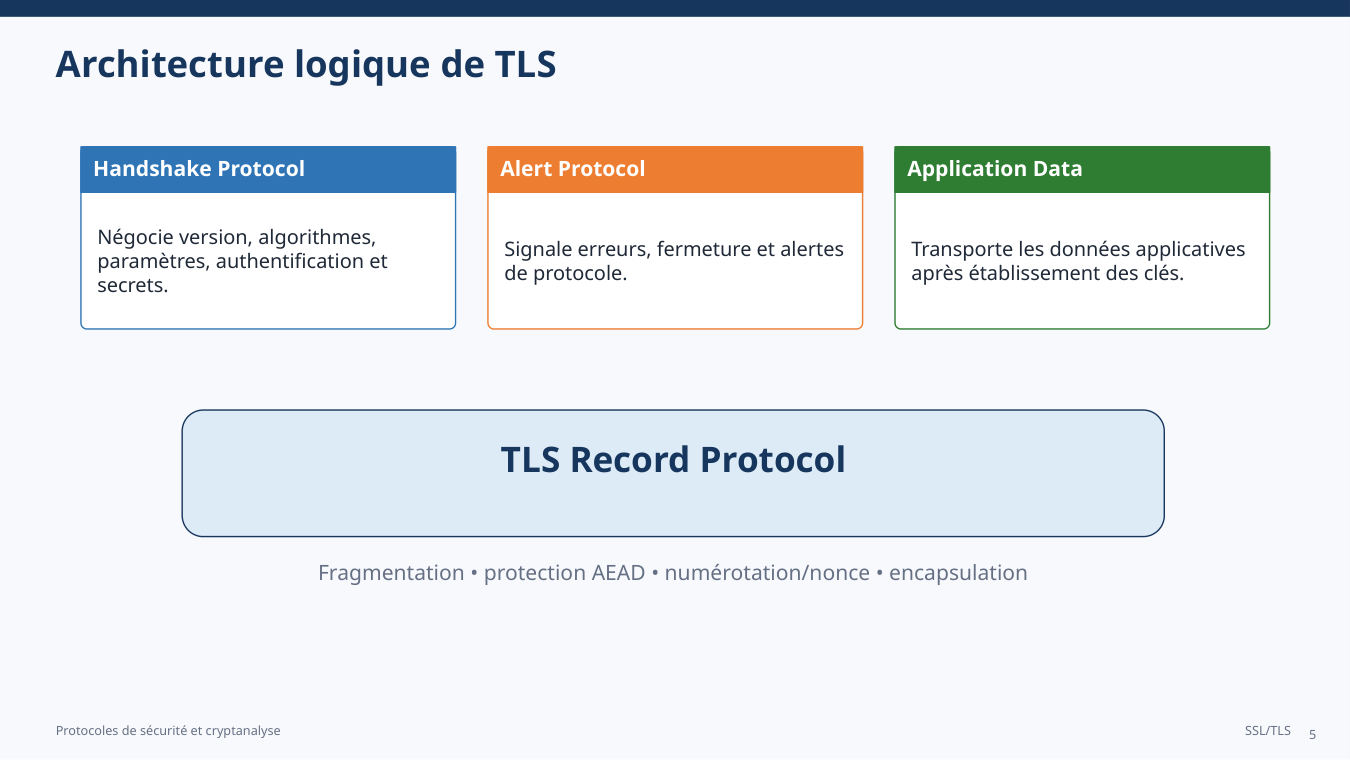 Architecture logique de TLS
Handshake Protocol
Négocie version, algorithmes,
paramètres, authentification et
secrets.
Alert Protocol
Signale erreurs, fermeture et alertes
de protocole.
Application Data
Transporte les données applicatives
après établissement des clés.
TLS Record Protocol
Fragmentation • protection AEAD • numérotation/nonce • encapsulation
Protocoles de sécurité et cryptanalyse
SSL/TLS
5